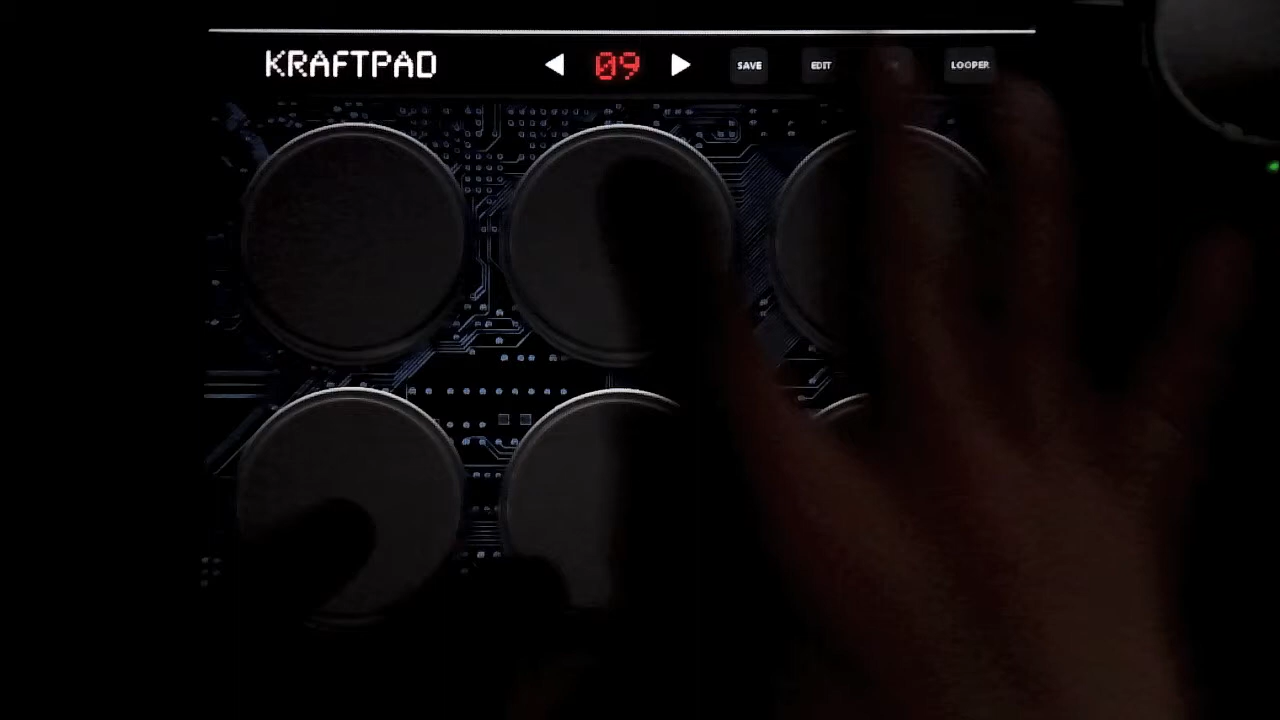 KRAFTPAD ◀ 09 ▶ SAVE EDIT LOOPER